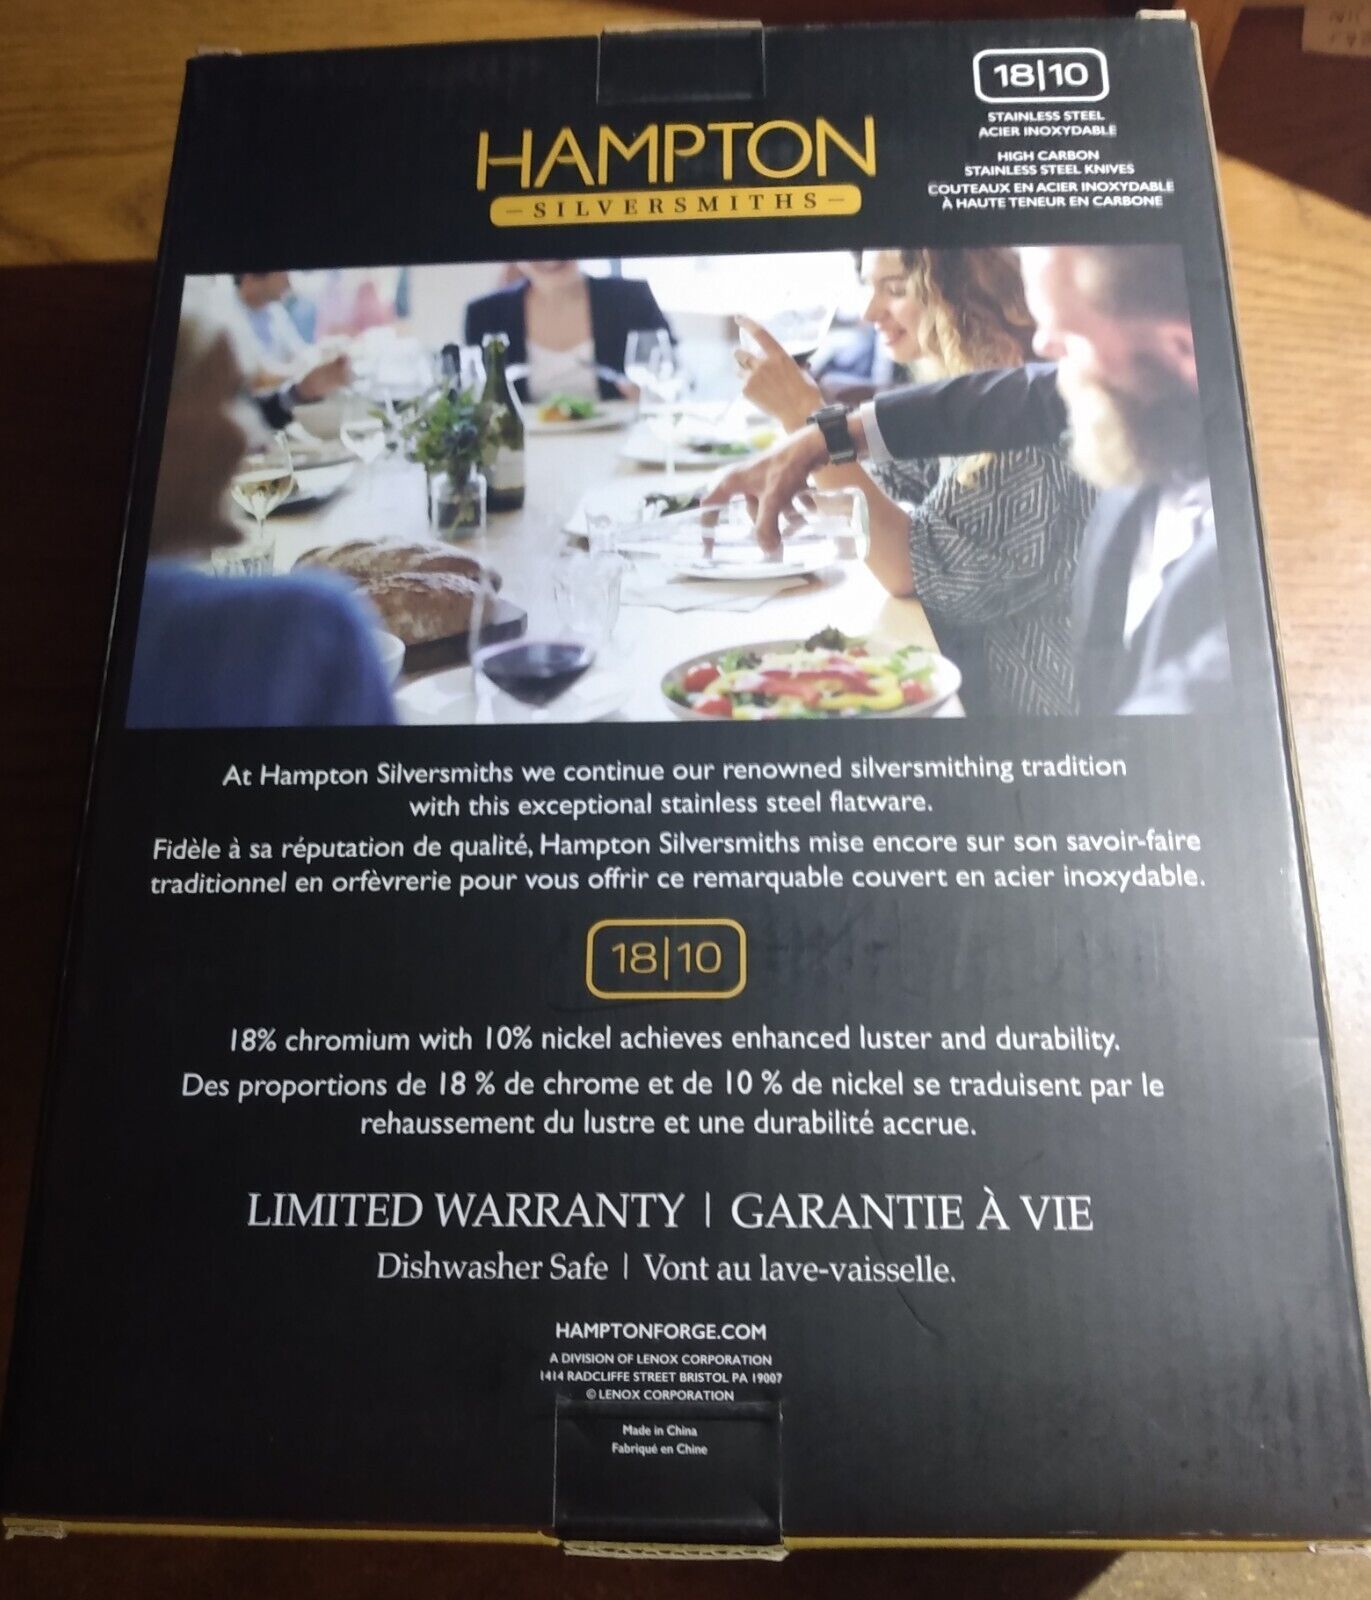 18|10
STAINLESS STEEL
ACIER INOXYDABLE
HIGH CARBON
STAINLESS STEEL KNIVES
COUTEAUX EN ACIER INOXYDABLE
À HAUTE TENEUR EN CARBONE
HAMPTON
– SILVERSMITHS –
At Hampton Silversmiths we continue our renowned silversmithing tradition
with this exceptional stainless steel flatware.
Fidèle à sa réputation de qualité, Hampton Silversmiths mise encore sur son savoir-faire
traditionnel en orfèvrerie pour vous offrir ce remarquable couvert en acier inoxydable.
18|10
18% chromium with 10% nickel achieves enhanced luster and durability.
Des proportions de 18 % de chrome et de 10 % de nickel se traduisent par le
rehaussement du lustre et une durabilité accrue.
LIMITED WARRANTY | GARANTIE À VIE
Dishwasher Safe | Vont au lave-vaisselle.
HAMPTONFORGE.COM
A DIVISION OF LENOX CORPORATION
1414 RADCLIFFE STREET BRISTOL PA 19007
© LENOX CORPORATION
Made in China
Fabriqué en Chine